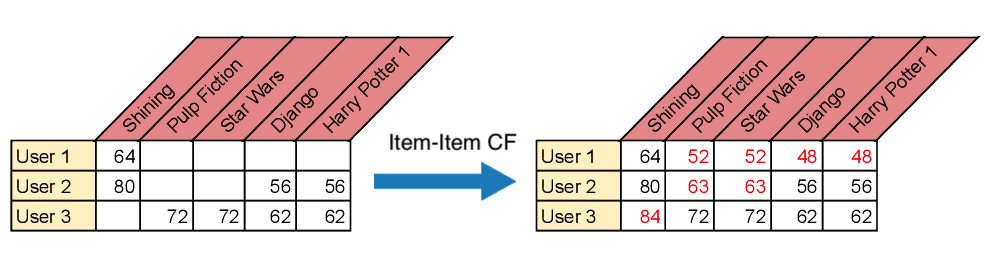 Shining Pulp Fiction Star Wars Django Harry Potter 1
User 1 64
User 2 80 56 56
User 3 72 72 62 62
Item-Item CF
Shining Pulp Fiction Star Wars Django Harry Potter 1
User 1 64 52 52 48 48
User 2 80 63 63 56 56
User 3 84 72 72 62 62